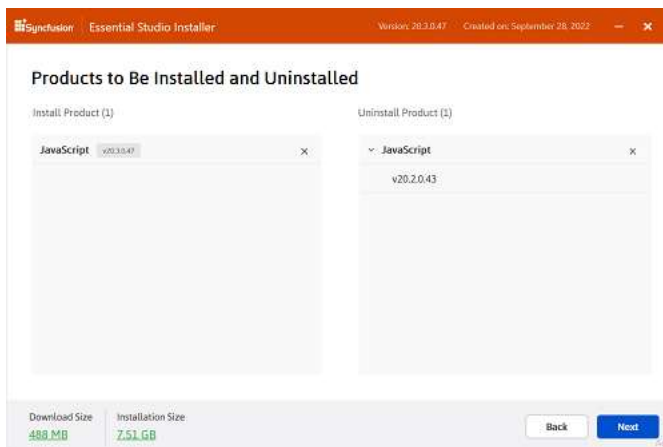 Syncfusion Essential Studio Installer Version: 20.3.0.47 Created on: September 28, 2022
Products to Be Installed and Uninstalled
Install Product (1) Uninstall Product (1)
JavaScript v20.3.0.47 JavaScript
v20.2.0.43
Download Size Installation Size
488 MB 7.51 GB
Back Next